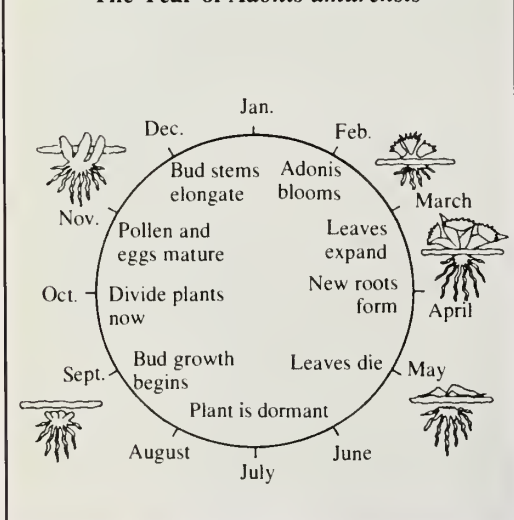 The Year of Adonis amurensis
Jan.
Feb.
March
April
May
June
July
August
Sept.
Oct.
Nov.
Dec.
Adonis
blooms
Leaves
expand
New roots
form
Leaves die
Plant is dormant
Bud growth
begins
Divide plants
now
Pollen and
eggs mature
Bud stems
elongate